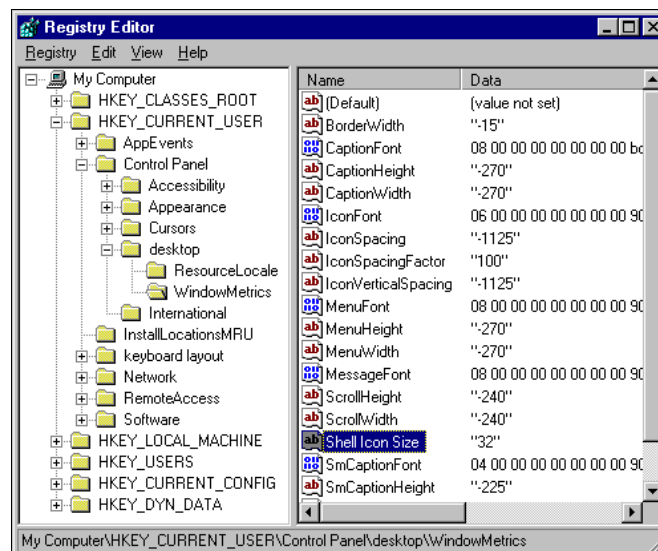 Registry Editor
Registry Edit View Help
My Computer
HKEY_CLASSES_ROOT
HKEY_CURRENT_USER
AppEvents
Control Panel
Accessibility
Appearance
Cursors
desktop
ResourceLocale
WindowMetrics
International
InstallLocationsMRU
keyboard layout
Network
RemoteAccess
Software
HKEY_LOCAL_MACHINE
HKEY_USERS
HKEY_CURRENT_CONFIG
HKEY_DYN_DATA
Name Data
(Default) (value not set)
BorderWidth "-15"
CaptionFont 08 00 00 00 00 00 00 00 bc
CaptionHeight "-270"
CaptionWidth "-270"
IconFont 06 00 00 00 00 00 00 00 90
IconSpacing "-1125"
IconSpacingFactor "100"
IconVerticalSpacing "-1125"
MenuFont 08 00 00 00 00 00 00 00 90
MenuHeight "-270"
MenuWidth "-270"
MessageFont 08 00 00 00 00 00 00 00 90
ScrollHeight "-240"
ScrollWidth "-240"
Shell Icon Size "32"
SmCaptionFont 04 00 00 00 00 00 00 00 90
SmCaptionHeight "-225"
My Computer\HKEY_CURRENT_USER\Control Panel\desktop\WindowMetrics